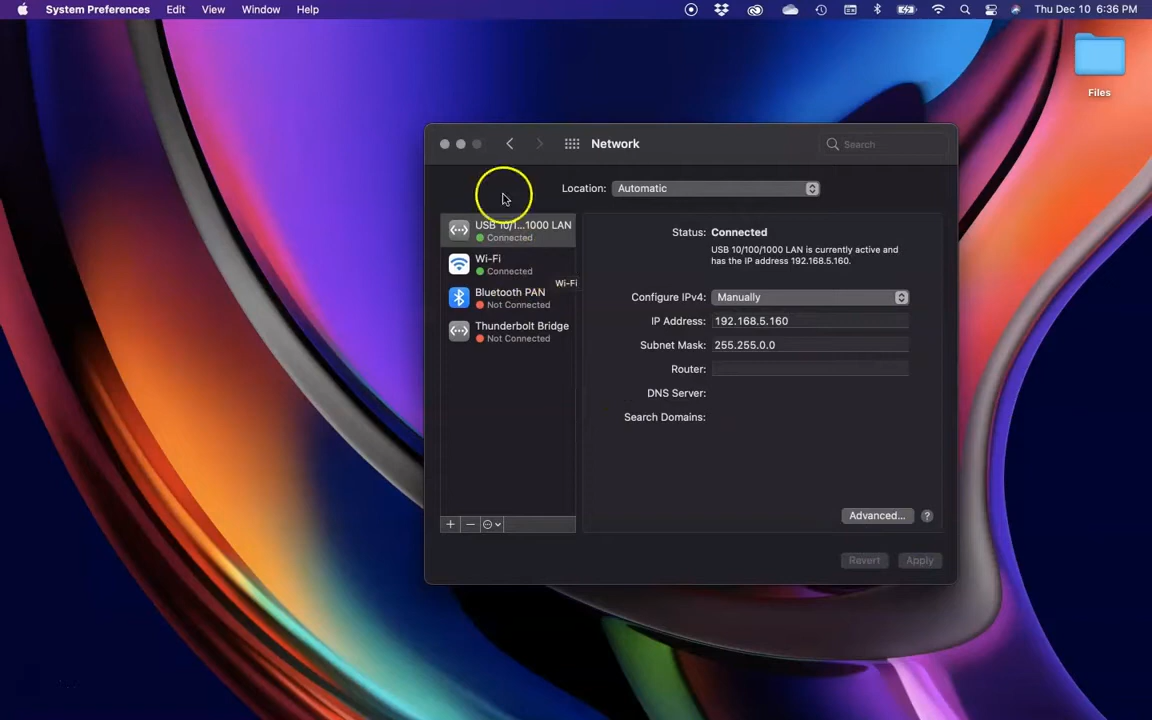 System Preferences Edit View Window Help Thu Dec 10 6:36 PM
Files
Network Search
Location: Automatic
USB 10/1...1000 LAN
Connected
Wi-Fi
Connected
Wi-Fi
Bluetooth PAN
Not Connected
Thunderbolt Bridge
Not Connected
Status: Connected
USB 10/100/1000 LAN is currently active and
has the IP address 192.168.5.160.
Configure IPv4: Manually
IP Address: 192.168.5.160
Subnet Mask: 255.255.0.0
Router:
DNS Server:
Search Domains:
Advanced... ?
Revert Apply